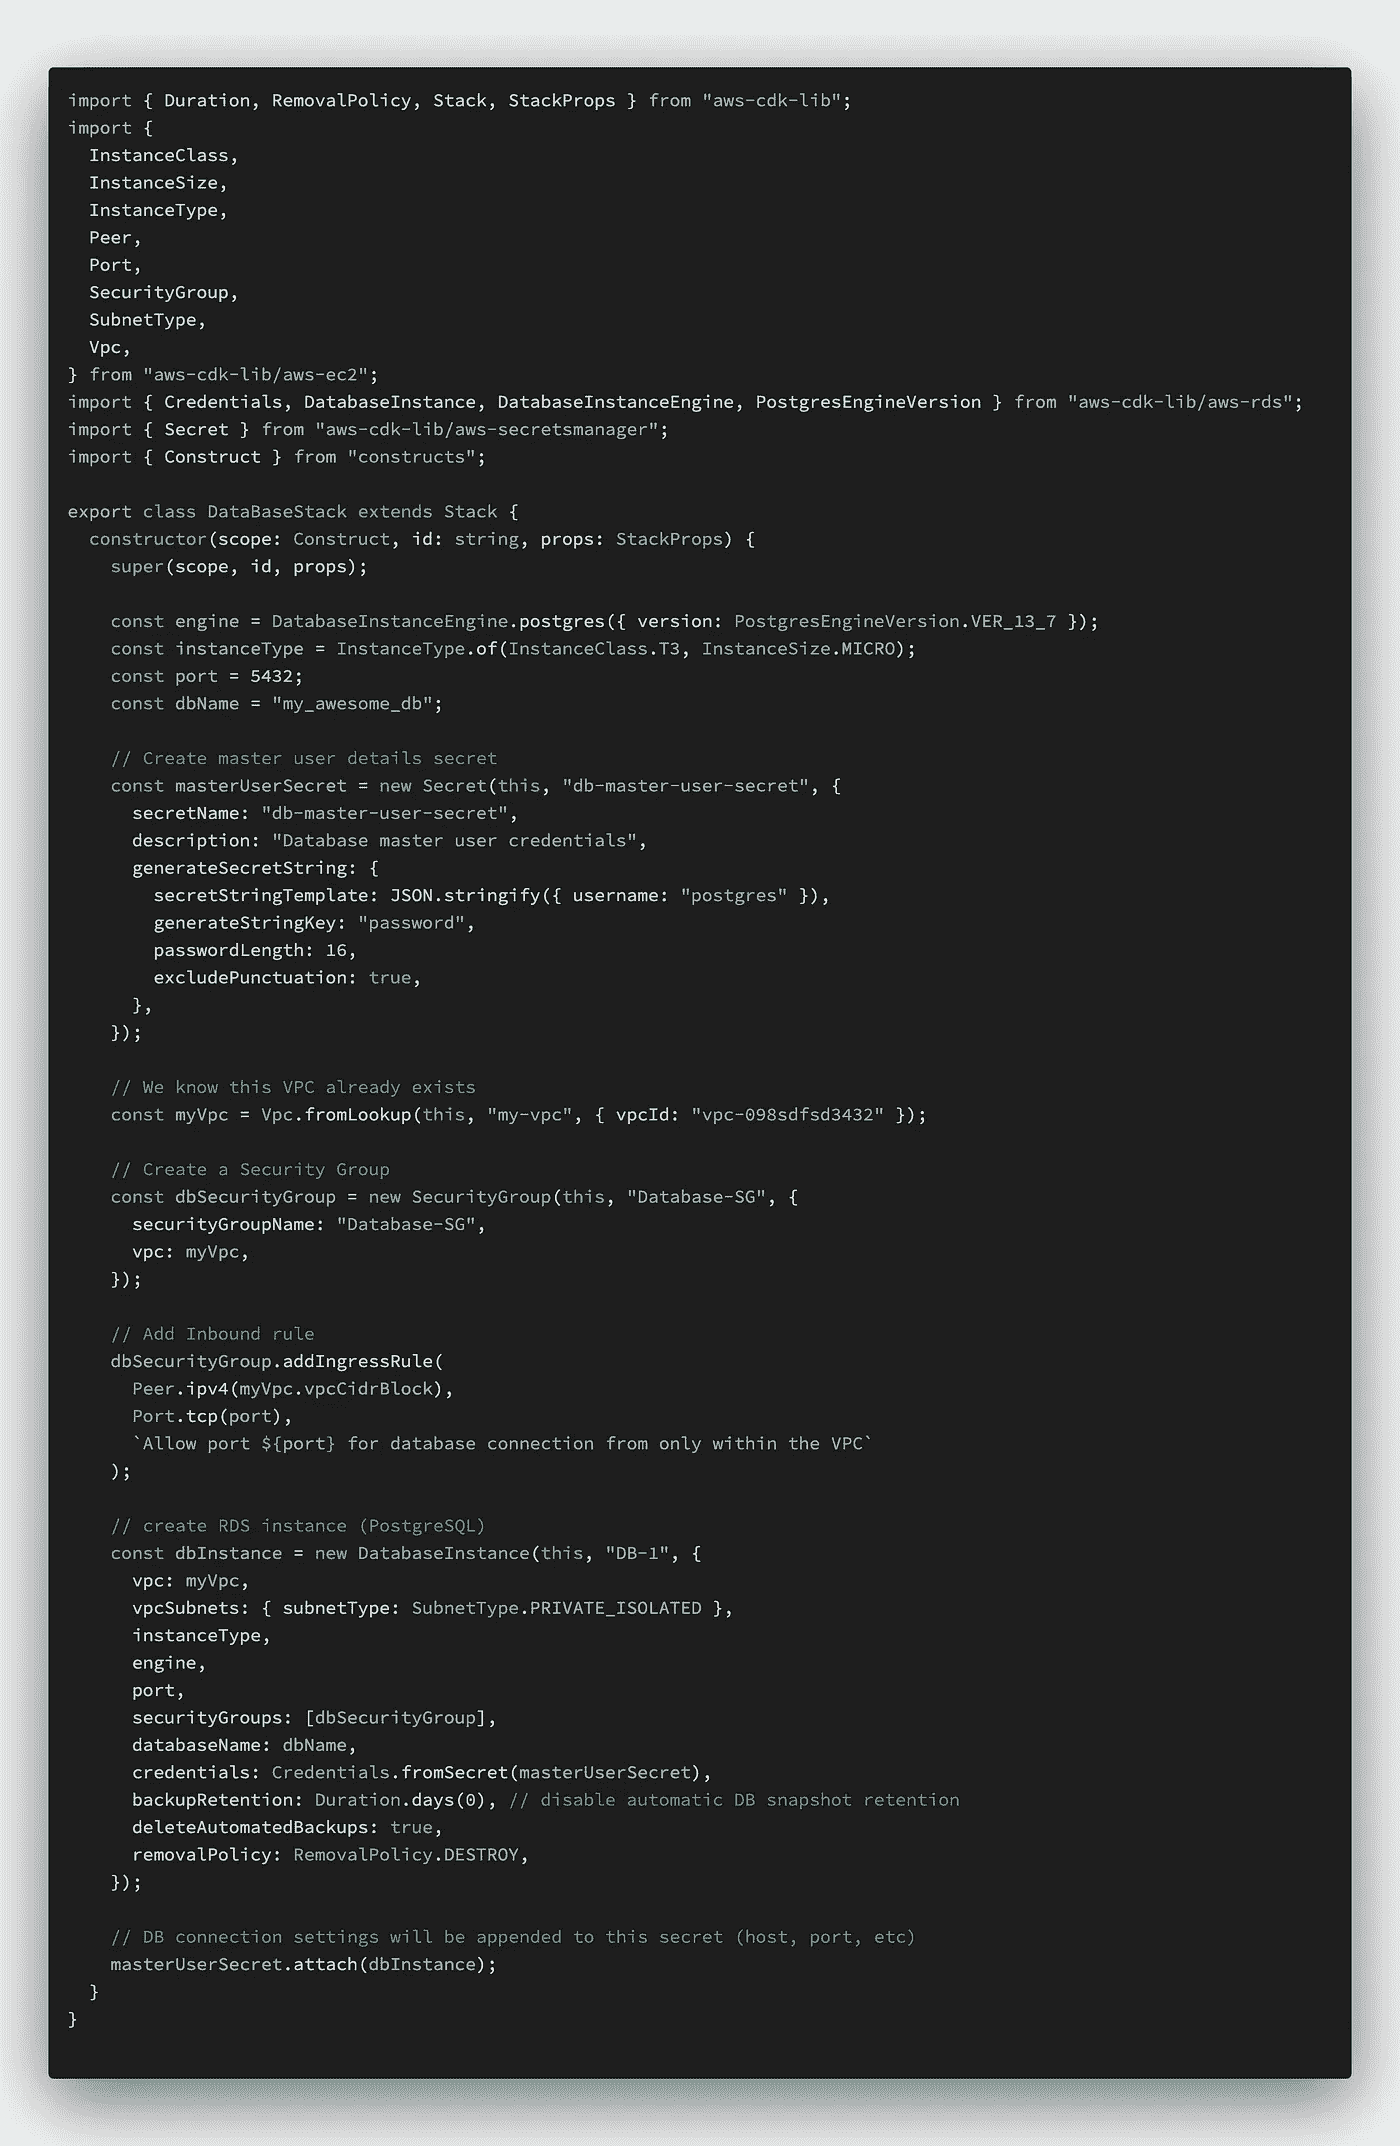 import { Duration, RemovalPolicy, Stack, StackProps } from "aws-cdk-lib";
import {
  InstanceClass,
  InstanceSize,
  InstanceType,
  Peer,
  Port,
  SecurityGroup,
  SubnetType,
  Vpc,
} from "aws-cdk-lib/aws-ec2";
import { Credentials, DatabaseInstance, DatabaseInstanceEngine, PostgresEngineVersion } from "aws-cdk-lib/aws-rds";
import { Secret } from "aws-cdk-lib/aws-secretsmanager";
import { Construct } from "constructs";

export class DataBaseStack extends Stack {
  constructor(scope: Construct, id: string, props: StackProps) {
    super(scope, id, props);

    const engine = DatabaseInstanceEngine.postgres({ version: PostgresEngineVersion.VER_13_7 });
    const instanceType = InstanceType.of(InstanceClass.T3, InstanceSize.MICRO);
    const port = 5432;
    const dbName = "my_awesome_db";

    // Create master user details secret
    const masterUserSecret = new Secret(this, "db-master-user-secret", {
      secretName: "db-master-user-secret",
      description: "Database master user credentials",
      generateSecretString: {
        secretStringTemplate: JSON.stringify({ username: "postgres" }),
        generateStringKey: "password",
        passwordLength: 16,
        excludePunctuation: true,
      },
    });

    // We know this VPC already exists
    const myVpc = Vpc.fromLookup(this, "my-vpc", { vpcId: "vpc-098sdfsd3432" });

    // Create a Security Group
    const dbSecurityGroup = new SecurityGroup(this, "Database-SG", {
      securityGroupName: "Database-SG",
      vpc: myVpc,
    });

    // Add Inbound rule
    dbSecurityGroup.addIngressRule(
      Peer.ipv4(myVpc.vpcCidrBlock),
      Port.tcp(port),
      `Allow port ${port} for database connection from only within the VPC`
    );

    // create RDS instance (PostgreSQL)
    const dbInstance = new DatabaseInstance(this, "DB-1", {
      vpc: myVpc,
      vpcSubnets: { subnetType: SubnetType.PRIVATE_ISOLATED },
      instanceType,
      engine,
      port,
      securityGroups: [dbSecurityGroup],
      databaseName: dbName,
      credentials: Credentials.fromSecret(masterUserSecret),
      backupRetention: Duration.days(0), // disable automatic DB snapshot retention
      deleteAutomatedBackups: true,
      removalPolicy: RemovalPolicy.DESTROY,
    });

    // DB connection settings will be appended to this secret (host, port, etc)
    masterUserSecret.attach(dbInstance);
  }
}